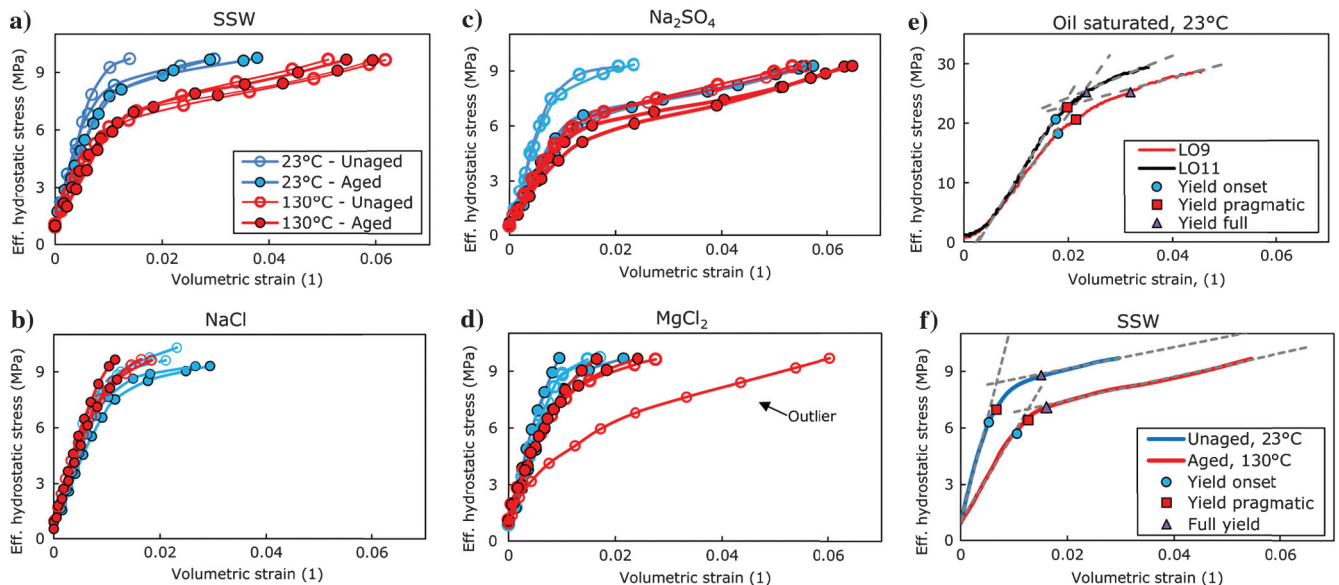 a)
SSW
Eff. hydrostatic stress (MPa)
12
9
6
3
0
0
0.02
0.04
0.06
Volumetric strain (1)
23°C - Unaged
23°C - Aged
130°C - Unaged
130°C - Aged
c)
Na₂SO₄
Eff. hydrostatic stress (MPa)
12
9
6
3
0
0
0.02
0.04
0.06
Volumetric strain (1)
e)
Oil saturated, 23°C
Eff. hydrostatic stress (MPa)
30
20
10
0
0
0.02
0.04
0.06
Volumetric strain, (1)
LO9
LO11
Yield onset
Yield pragmatic
Yield full
b)
NaCl
Eff. hydrostatic stress (MPa)
12
9
6
3
0
0
0.02
0.04
0.06
Volumetric strain (1)
d)
MgCl₂
Eff. hydrostatic stress (MPa)
12
9
6
3
0
0
0.02
0.04
0.06
Volumetric strain (1)
Outlier
f)
SSW
Eff. hydrostatic stress (MPa)
12
9
6
3
0
0
0.02
0.04
0.06
Volumetric strain (1)
Unaged, 23°C
Aged, 130°C
Yield onset
Yield pragmatic
Full yield